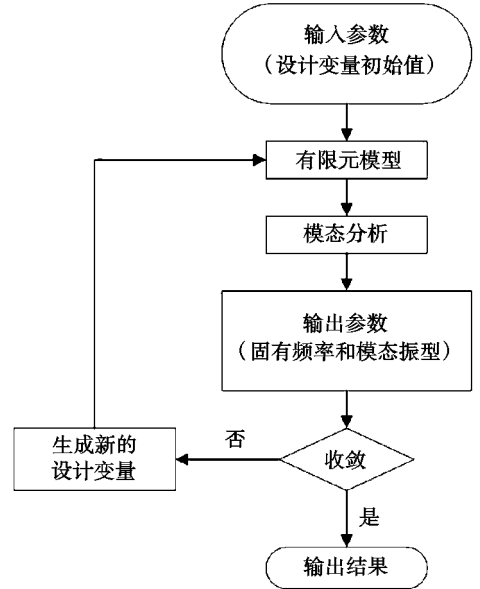 输入参数
（设计变量初始值）
有限元模型
模态分析
输出参数
（固有频率和模态振型）
收敛
否
生成新的
设计变量
是
输出结果